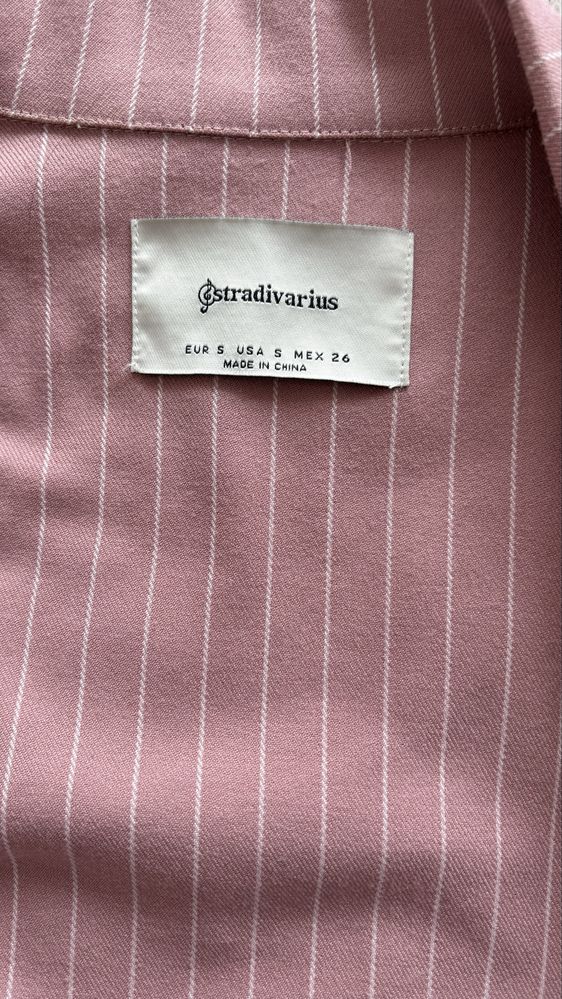 stradivarius
EUR S USA S MEX 26
MADE IN CHINA